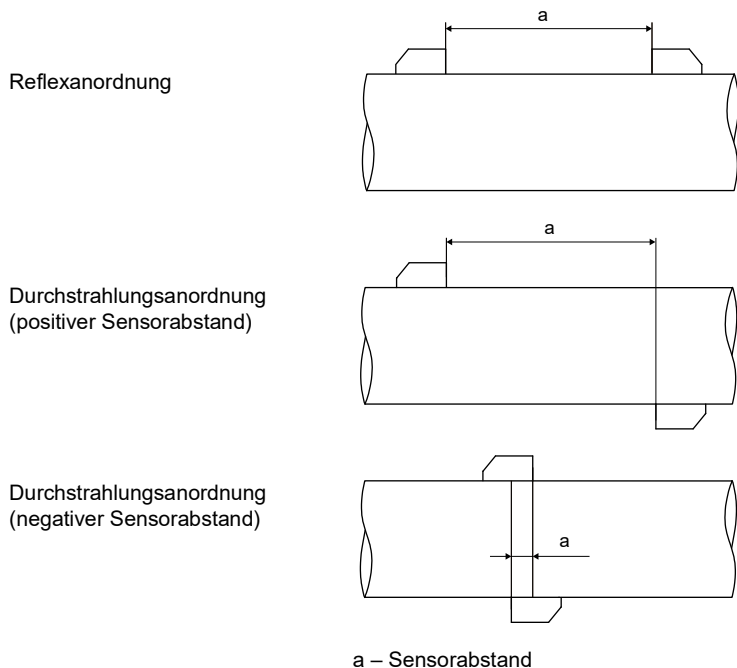 a
Reflexanordnung
a
Durchstrahlungsanordnung
(positiver Sensorabstand)
Durchstrahlungsanordnung
(negativer Sensorabstand)
a
a – Sensorabstand